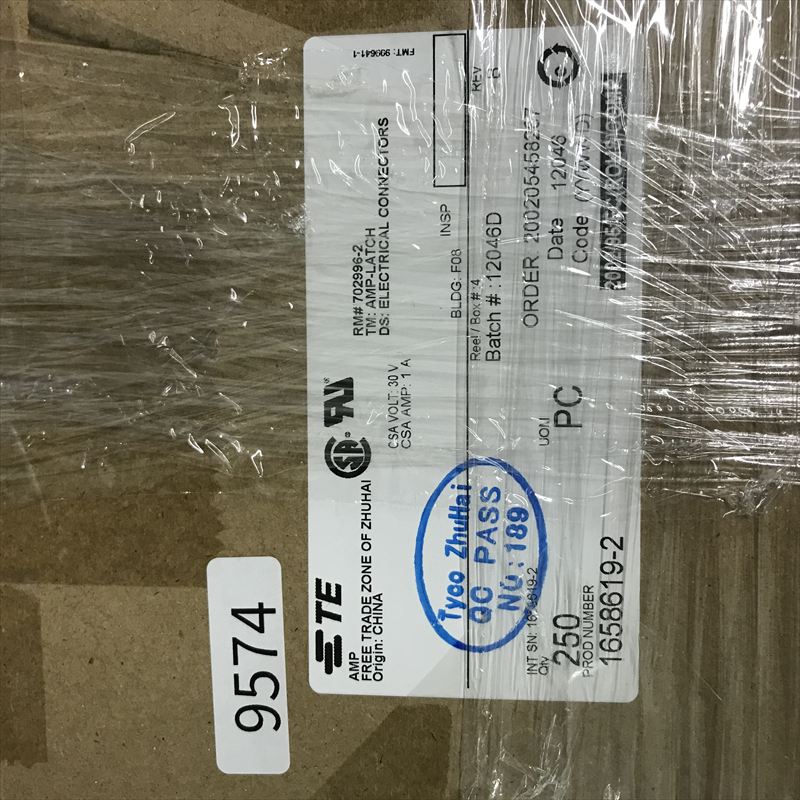 9574
TE
AMP
FREE TRADE ZONE OF ZHUHAI
Origin: CHINA
CSA VOLT: 30 V
CSA AMP: 1 A
RM# 702996-2
TM: AMP-LATCH
DS: ELECTRICAL CONNECTORS
FMT: 999641-1
BLDG: F08
INSP
Tyco ZhuHai
QC PASS
NO: 189
Reel / Box # :4
REV
Batch # :12046D
B
INT SN:
Qty
UOM
ORDER
250
PC
Date 12046
PROD NUMBER
Code
1658619-2